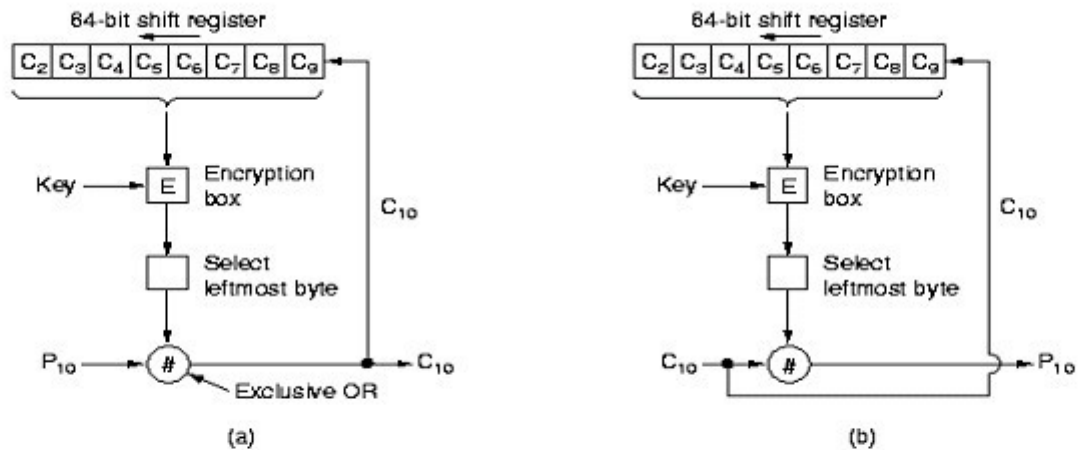 64-bit shift register
C₂ C₃ C₄ C₅ C₆ C₇ C₈ C₉
Key
E
Encryption
box
C₁₀
Select
leftmost byte
P₁₀
#
C₁₀
Exclusive OR
(a)
64-bit shift register
C₂ C₃ C₄ C₅ C₆ C₇ C₈ C₉
Key
E
Encryption
box
C₁₀
Select
leftmost byte
C₁₀
#
P₁₀
(b)